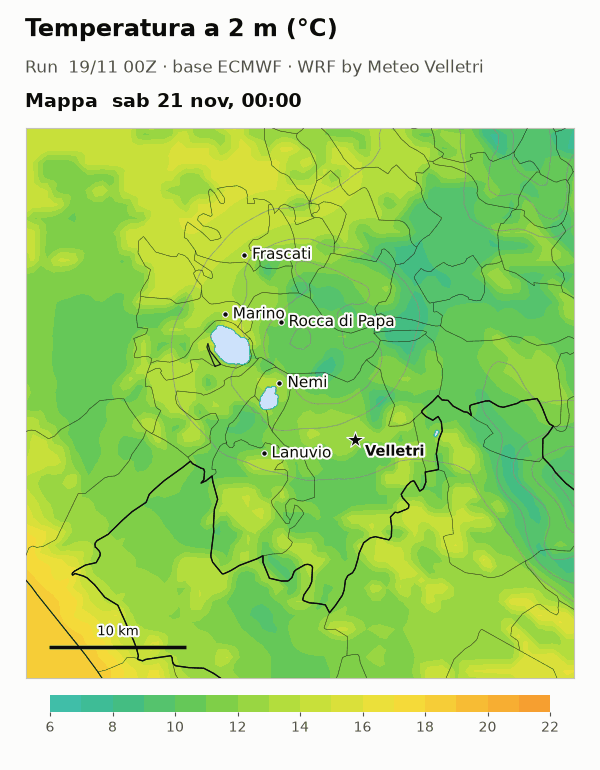 Temperatura a 2 m (°C)
Run  19/11 00Z · base ECMWF · WRF by Meteo Velletri
Mappa  sab 21 nov, 00:00
Frascati
Marino
Rocca di Papa
Nemi
Velletri
Lanuvio
10 km
6 8 10 12 14 16 18 20 22